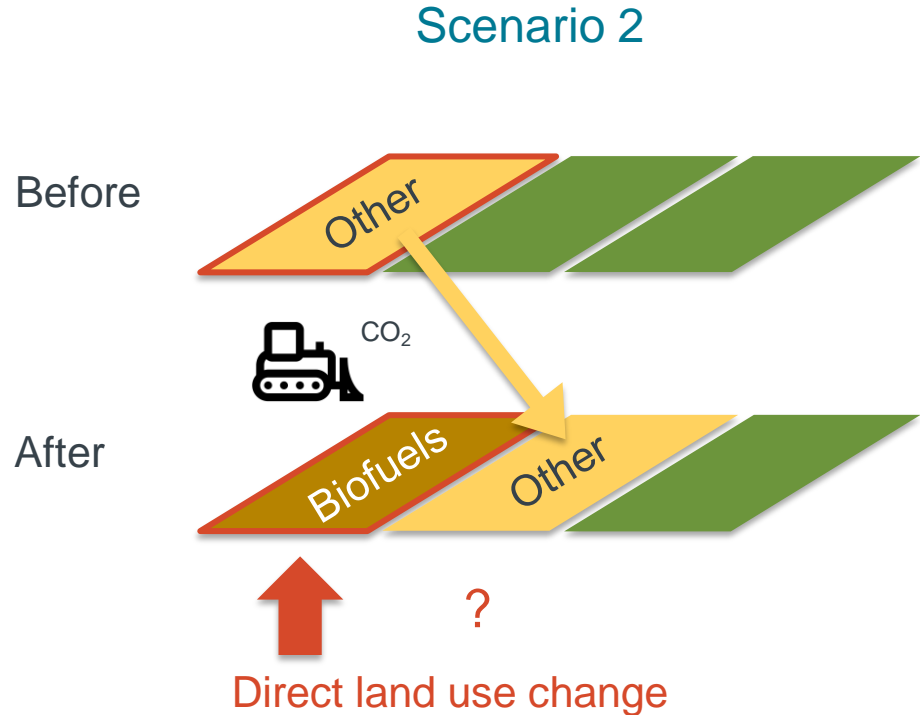 Scenario 2
Before
Other
CO₂
After
Biofuels
Other
?
Direct land use change